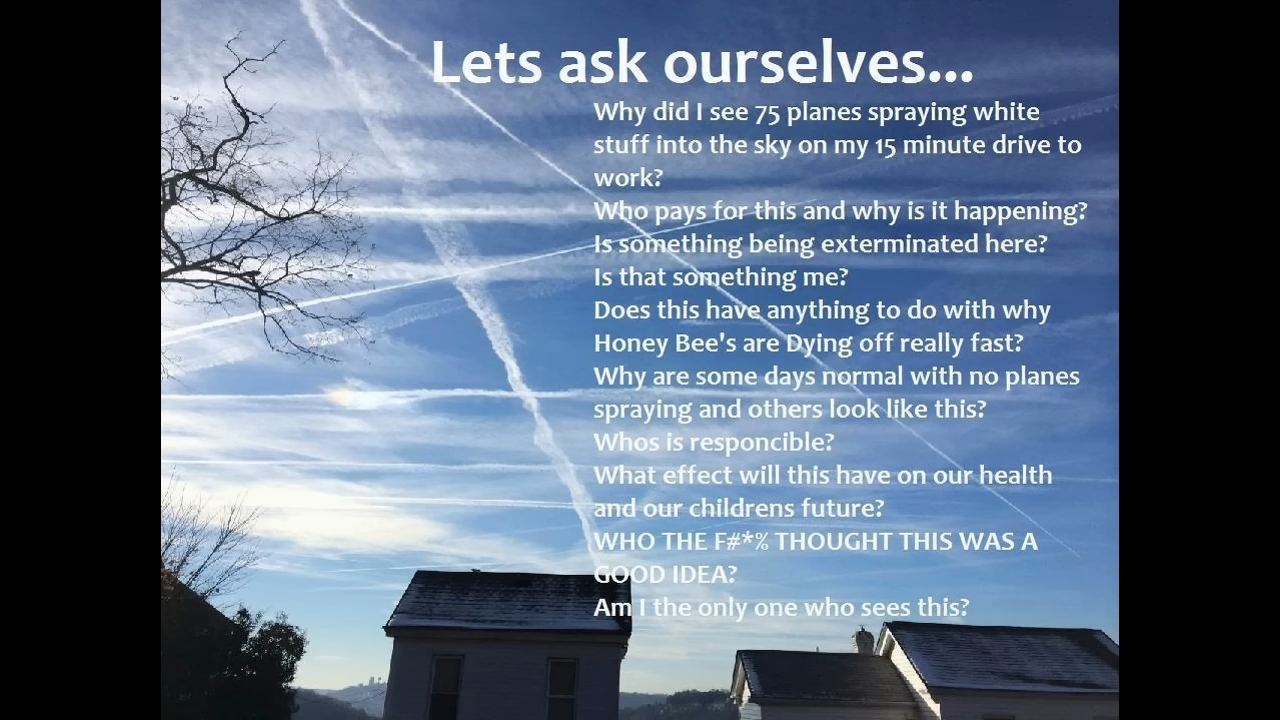 Lets ask ourselves...
Why did I see 75 planes spraying white
stuff into the sky on my 15 minute drive to
work?
Who pays for this and why is it happening?
Is something being exterminated here?
Is that something me?
Does this have anything to do with why
Honey Bee's are Dying off really fast?
Why are some days normal with no planes
spraying and others look like this?
Whos is responcible?
What effect will this have on our health
and our childrens future?
WHO THE F#*% THOUGHT THIS WAS A
GOOD IDEA?
Am I the only one who sees this?